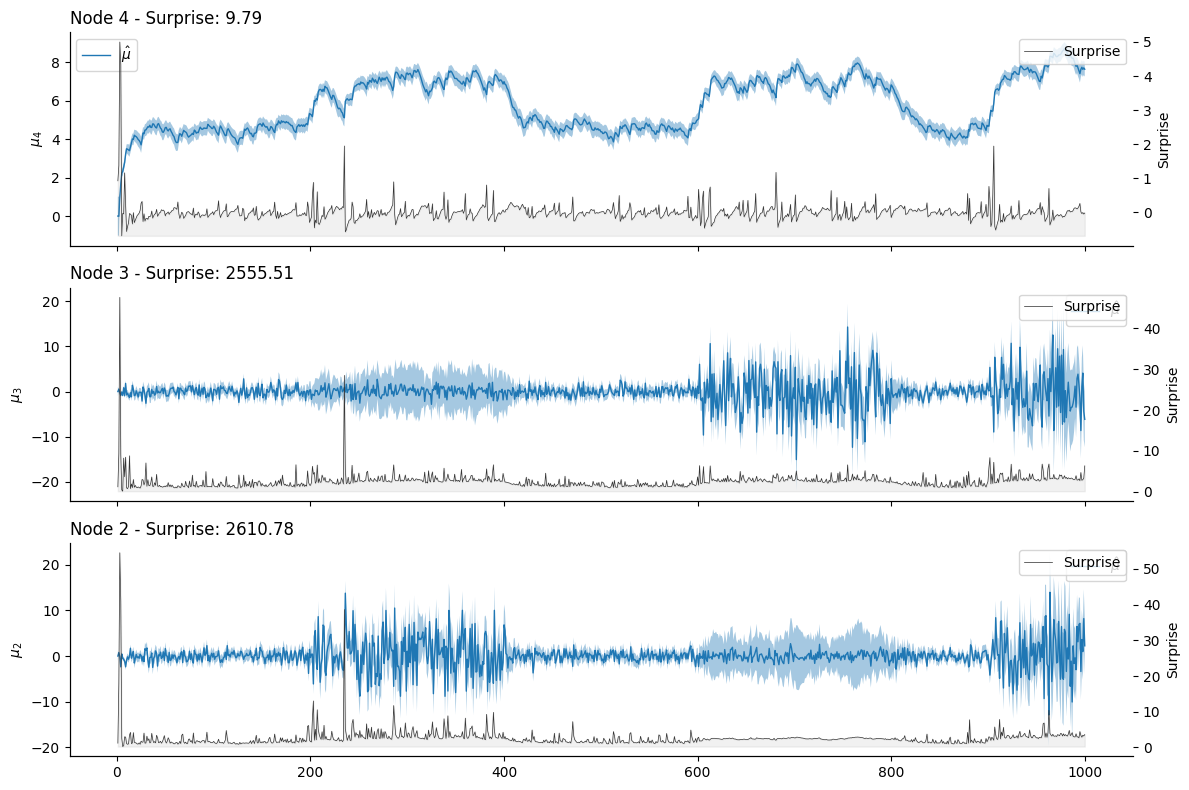 Node 4 - Surprise: 9.79
μ̂
Surprise
8
6
4
2
0
μ4
5
4
3
2
1
0
Surprise
Node 3 - Surprise: 2555.51
Surprise
μ̂
20
10
0
−10
−20
μ3
40
30
20
10
0
Surprise
Node 2 - Surprise: 2610.78
Surprise
μ̂
20
10
0
−10
−20
μ2
50
40
30
20
10
0
Surprise
0 200 400 600 800 1000